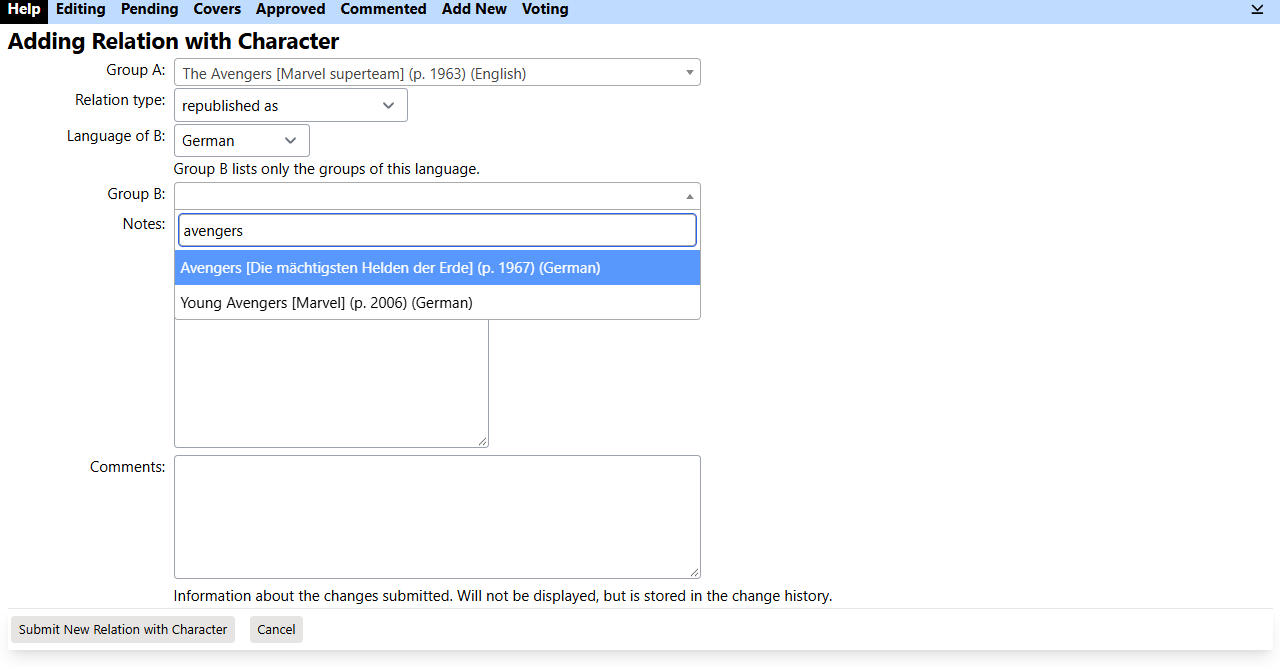 Help Editing Pending Covers Approved Commented Add New Voting
Adding Relation with Character
Group A: The Avengers [Marvel superteam] (p. 1963) (English)
Relation type: republished as
Language of B: German
Group B lists only the groups of this language.
Group B:
Notes:
avengers
Avengers [Die mächtigsten Helden der Erde] (p. 1967) (German)
Young Avengers [Marvel] (p. 2006) (German)
Comments:
Information about the changes submitted. Will not be displayed, but is stored in the change history.
Submit New Relation with Character Cancel